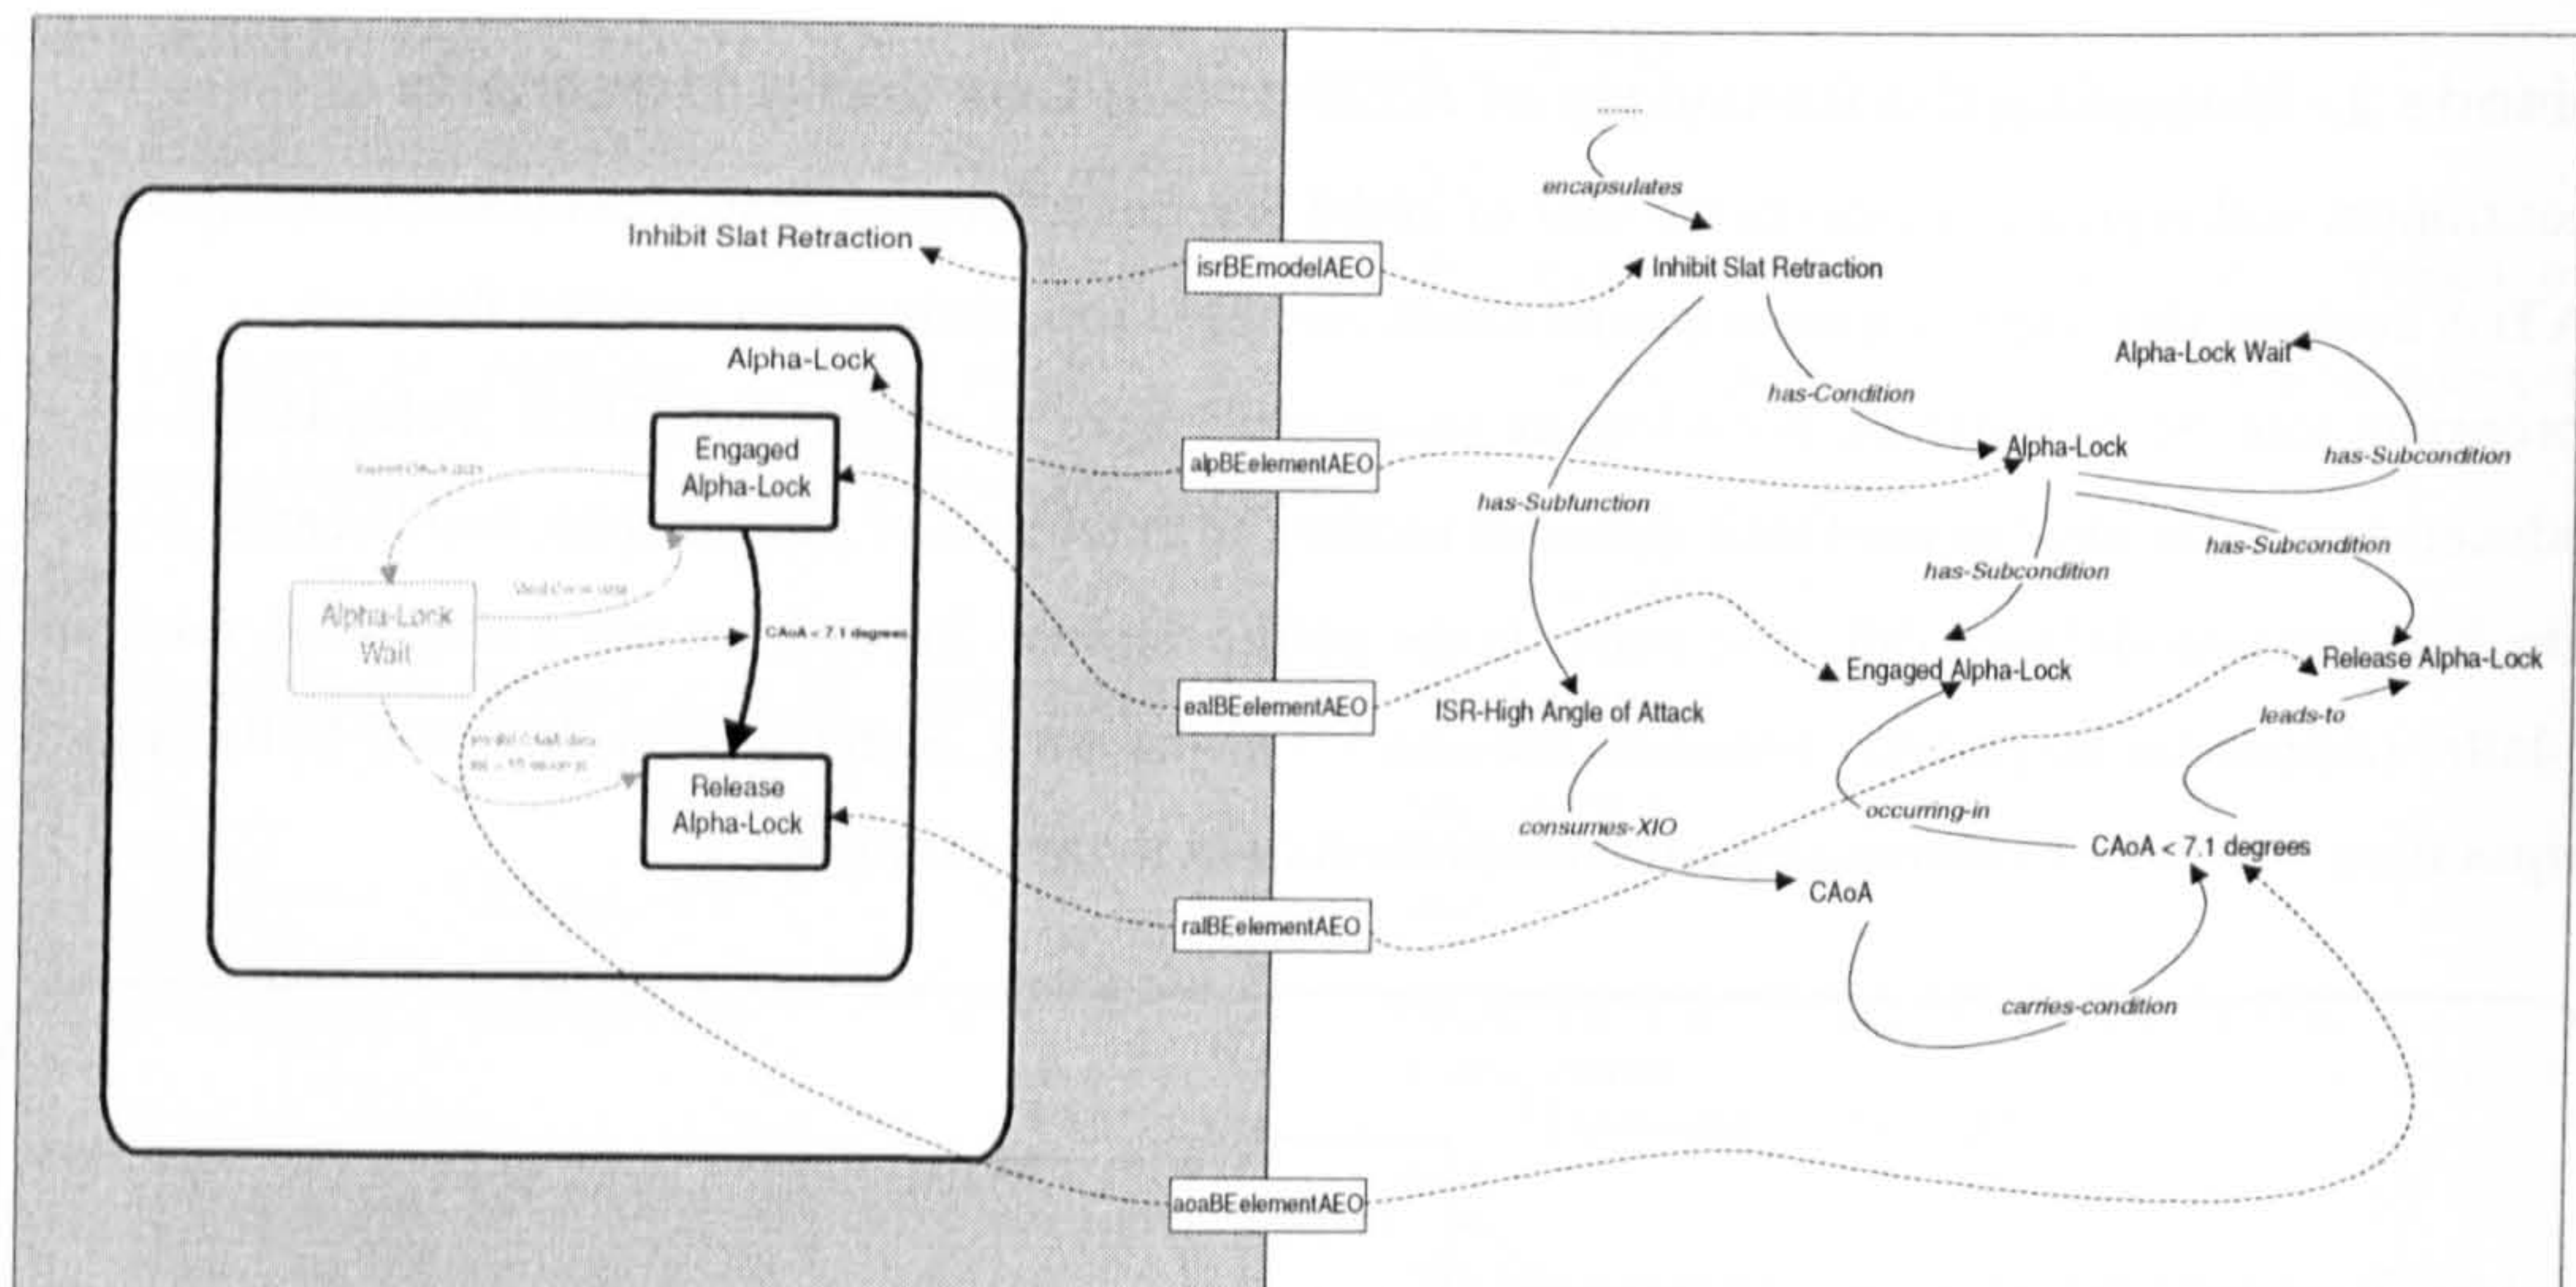 Inhibit Slat Retraction
Alpha-Lock
Engaged
Alpha-Lock
Alpha-Lock
Wait
CAoA < 7.1 degrees
Release
Alpha-Lock
isrBEmodelAEO
alpBEelementAEO
ealBEelementAEO
ralBEelementAEO
aoaBEelementAEO
encapsulates
Inhibit Slat Retraction
Alpha-Lock Wait
has-Condition
Alpha-Lock
has-Subcondition
has-Subfunction
has-Subcondition
has-Subcondition
Engaged Alpha-Lock
Release Alpha-Lock
ISR-High Angle of Attack
leads-to
occurring-in
consumes-XIO
CAoA < 7.1 degrees
CAoA
carries-condition